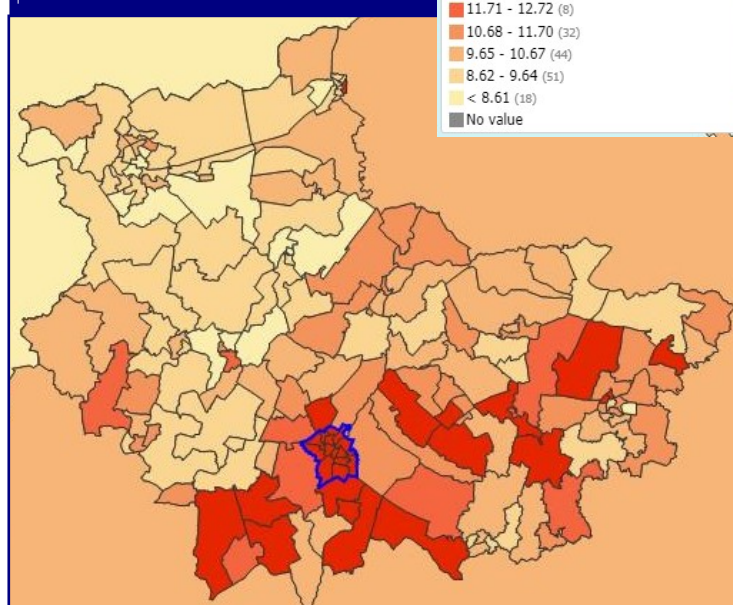 11.71 - 12.72 (8)
10.68 - 11.70 (32)
9.65 - 10.67 (44)
8.62 - 9.64 (51)
< 8.61 (18)
No value